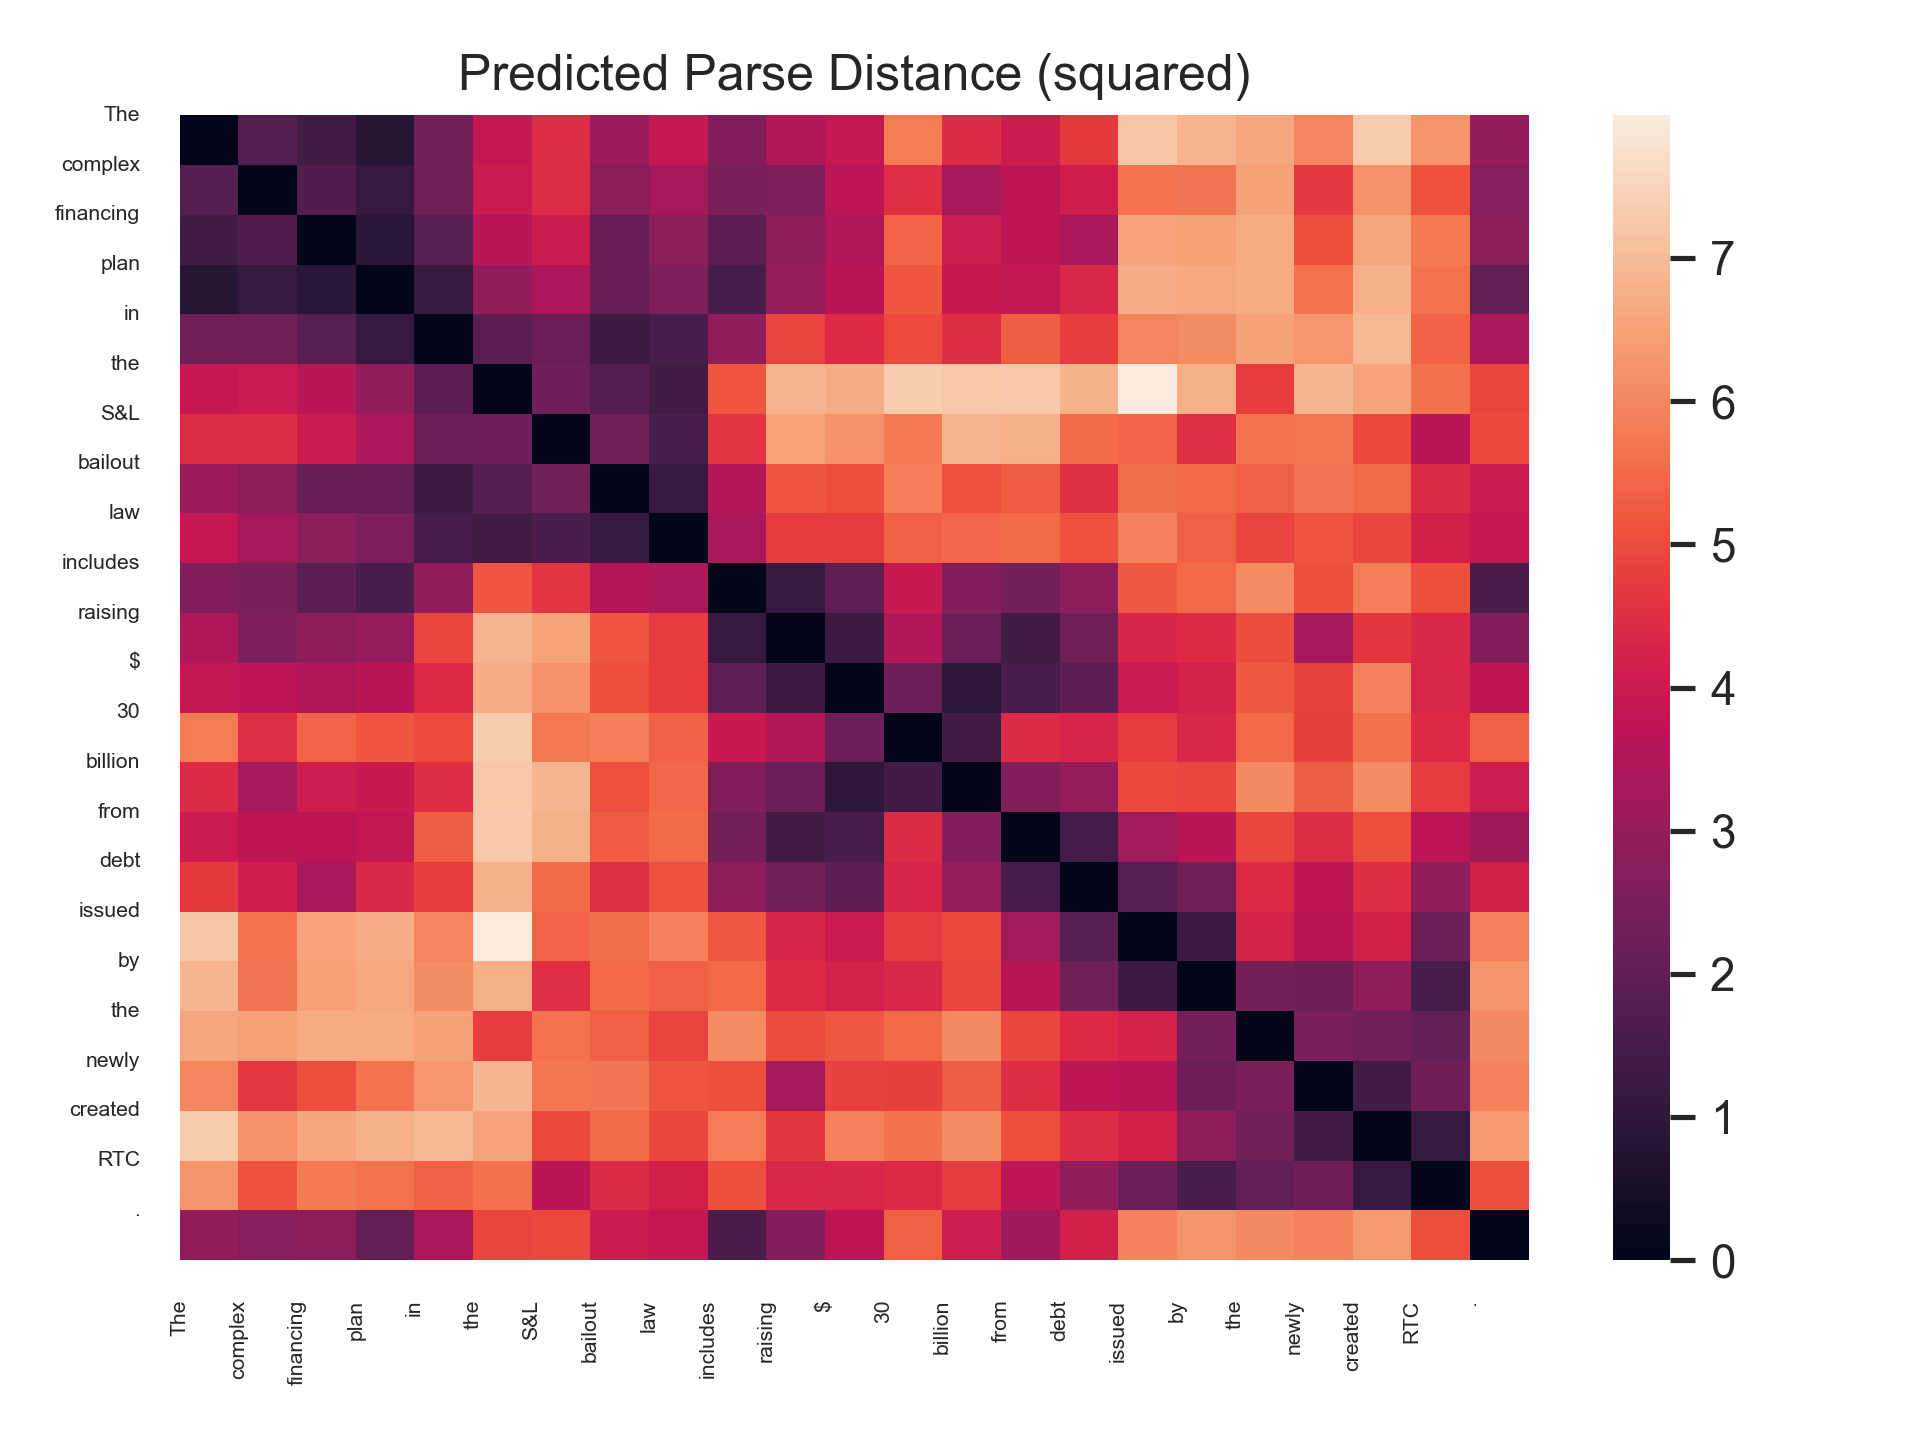 Predicted Parse Distance (squared)
The
complex
financing
plan
in
the
S&L
bailout
law
includes
raising
$
30
billion
from
debt
issued
by
the
newly
created
RTC
.
7
6
5
4
3
2
1
0
The
complex
financing
plan
in
the
S&L
bailout
law
includes
raising
$
30
billion
from
debt
issued
by
the
newly
created
RTC
.